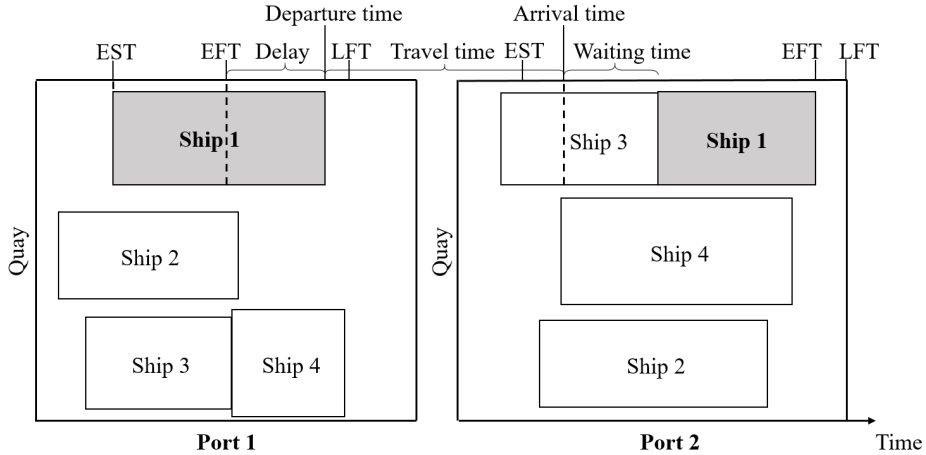 Departure time Arrival time
EST EFT Delay LFT Travel time EST Waiting time EFT LFT
Ship 1 Ship 3 Ship 1
Quay Ship 2 Quay Ship 4
Ship 3 Ship 4 Ship 2
Port 1 Port 2 Time